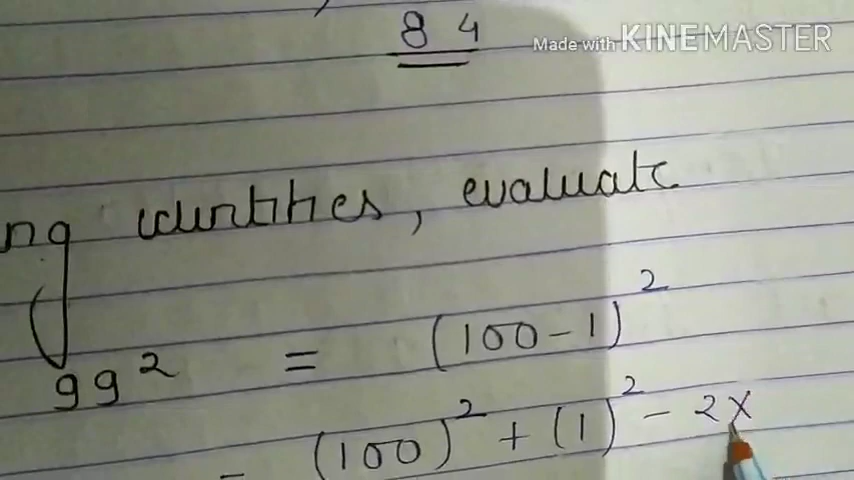 84
Made with KINEMASTER
ng identities, evaluate
99² = (100-1)²
= (100)² + (1)² - 2×